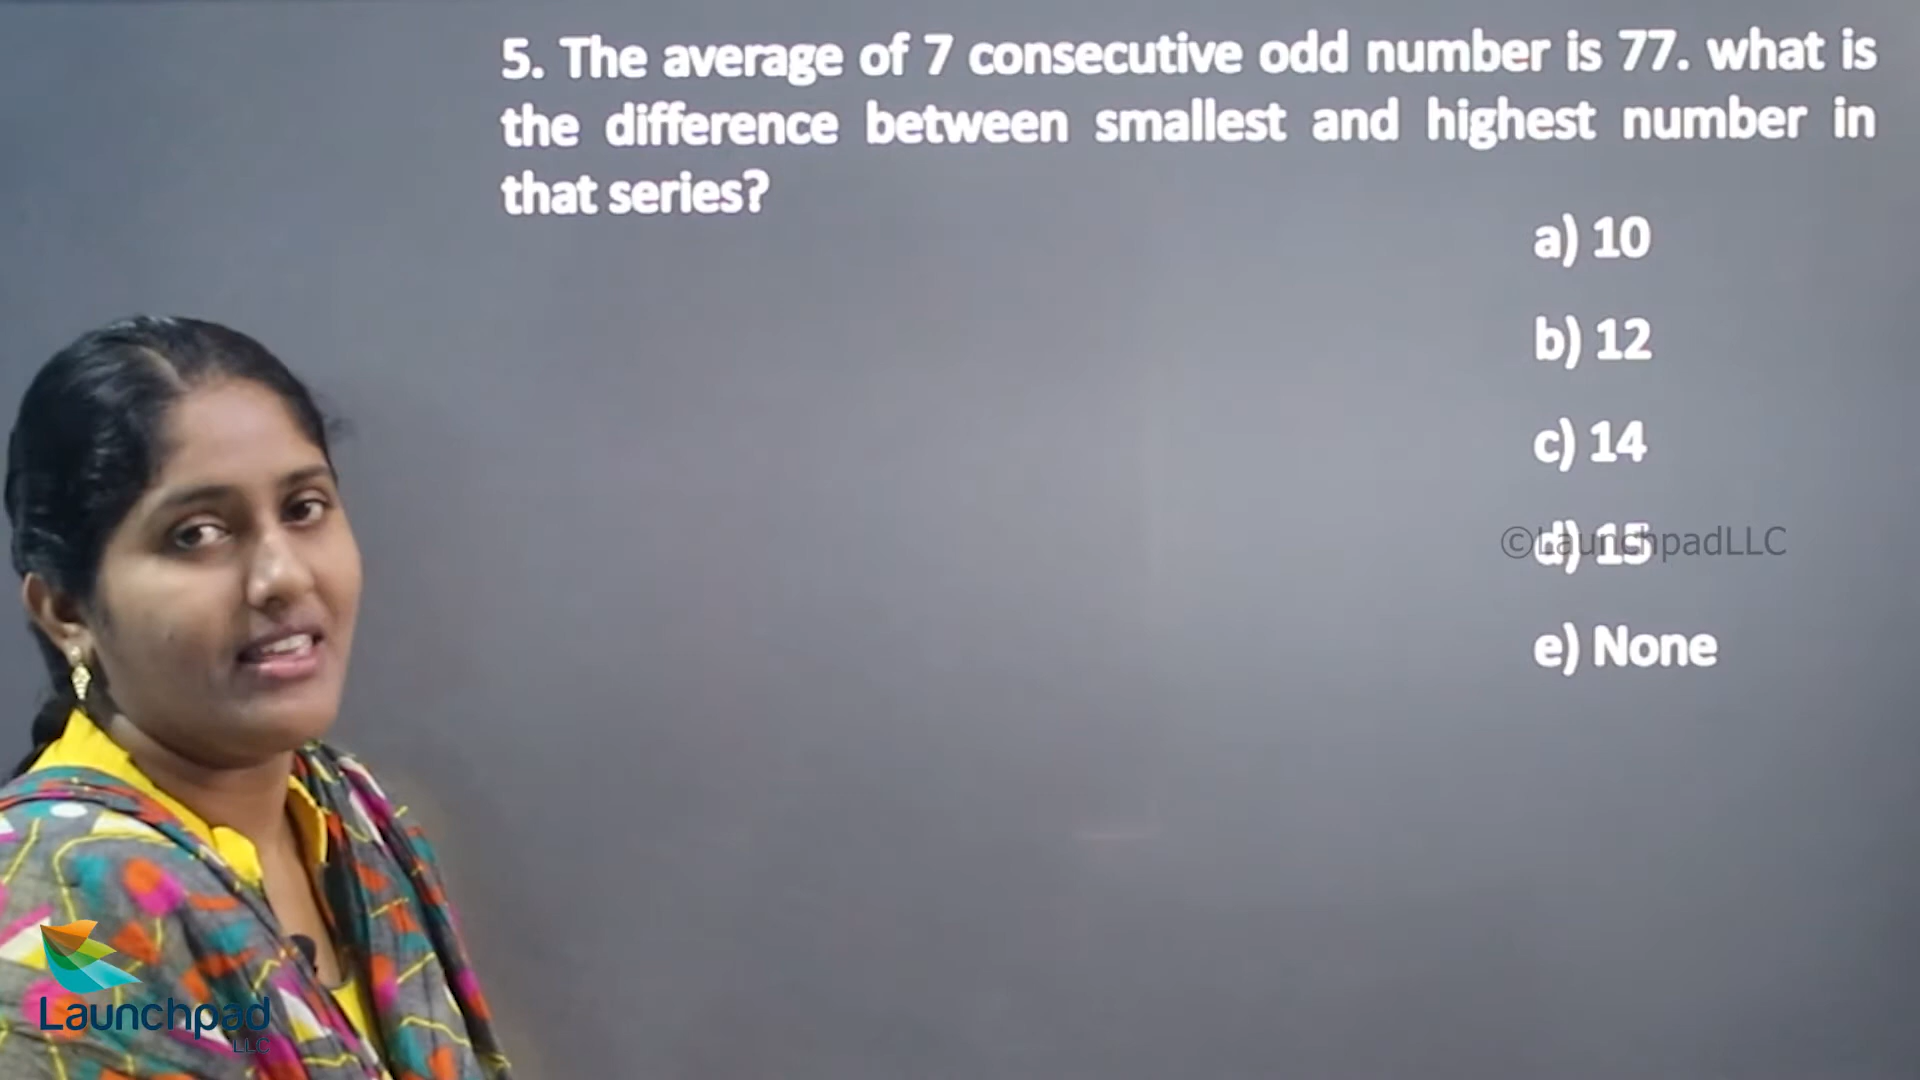 5. The average of 7 consecutive odd number is 77. what is
the difference between smallest and highest number in
that series?
a) 10
b) 12
c) 14
d) 15
©LaunchpadLLC
e) None
Launchpad
LLC